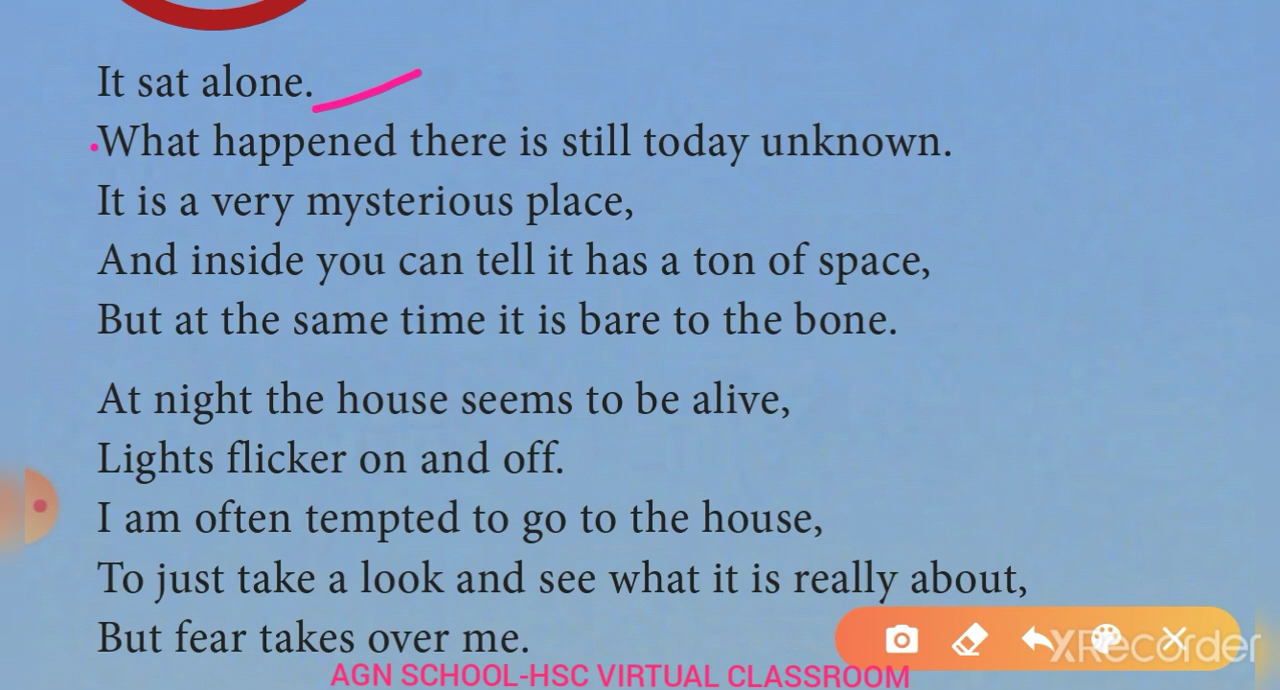 It sat alone.
What happened there is still today unknown.
It is a very mysterious place,
And inside you can tell it has a ton of space,
But at the same time it is bare to the bone.
At night the house seems to be alive,
Lights flicker on and off.
I am often tempted to go to the house,
To just take a look and see what it is really about,
But fear takes over me.
XRecorder
AGN SCHOOL-HSC VIRTUAL CLASSROOM